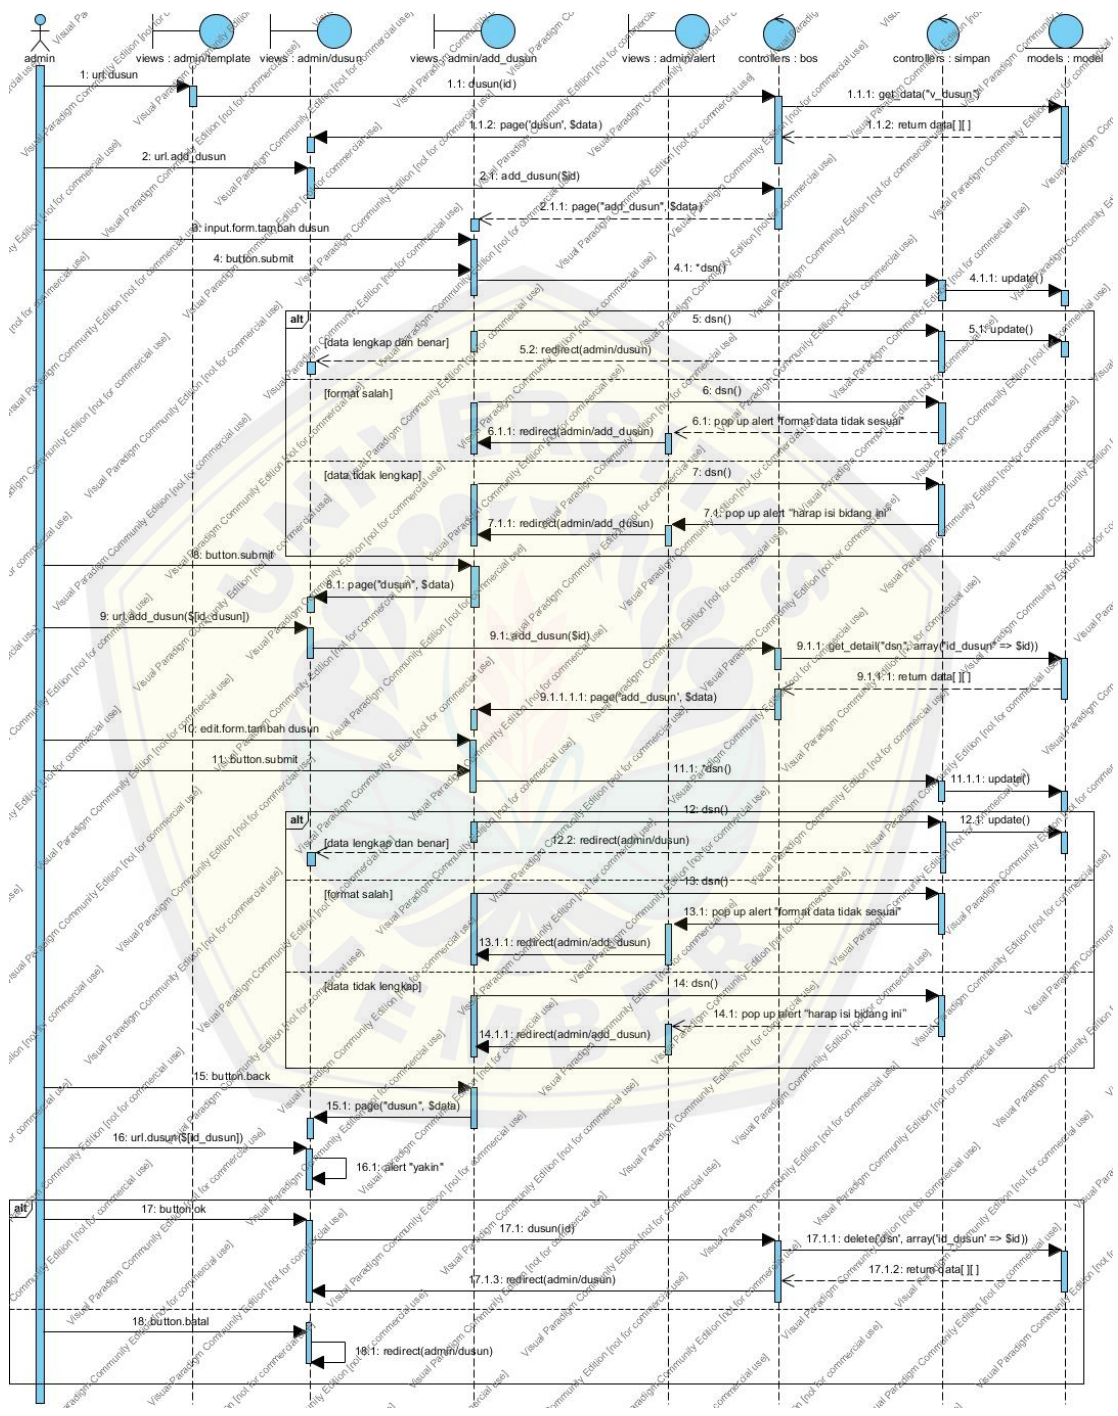 admin
views : admin/template
views : admin/dusun
views : admin/add_dusun
views : admin/alert
controllers : bos
controllers : simpan
models : model
1: url.dusun
1.1: dusun(id)
1.1.1: get_data("v_dusun")
1.1.2: page('dusun', $data)
1.1.2: return data[ ][ ]
2: url.add_dusun
2.1: add_dusun($id)
2.1.1: page("add_dusun", $data)
3: input.form.tambah dusun
4: button.submit
4.1: *dsn()
4.1.1: update()
alt
[data lengkap dan benar]
5: dsn()
5.1: update()
5.2: redirect(admin/dusun)
[format salah]
6: dsn()
6.1: pop up alert "format data tidak sesuai"
6.1.1: redirect(admin/add_dusun)
[data tidak lengkap]
7: dsn()
7.1: pop up alert "harap isi bidang ini"
7.1.1: redirect(admin/add_dusun)
8: button.submit
8.1: page("dusun", $data)
9: url.add_dusun($[id_dusun])
9.1: add_dusun($id)
9.1.1: get_detail("dsn", array("id_dusun" => $id))
9.1.1.1: return data[ ][ ]
9.1.1.1.1: page('add_dusun', $data)
10: edit.form.tambah dusun
11: button.submit
11.1: *dsn()
11.1.1: update()
alt
12: dsn()
12.1: update()
[data lengkap dan benar]
12.2: redirect(admin/dusun)
[format salah]
13: dsn()
13.1: pop up alert "format data tidak sesuai"
13.1.1: redirect(admin/add_dusun)
[data tidak lengkap]
14: dsn()
14.1: pop up alert "harap isi bidang ini"
14.1.1: redirect(admin/add_dusun)
15: button.back
15.1: page("dusun", $data)
16: url.dusun($[id_dusun])
16.1: alert "yakin"
alt
17: button.ok
17.1: dusun(id)
17.1.1: delete('dsn', array('id_dusun' => $id))
17.1.2: return data[ ][ ]
17.1.3: redirect(admin/dusun)
18: button.batal
18.1: redirect(admin/dusun)
UNIVERSITAS
JEMBER
Visual Paradigm Community Edition [not for commercial use]